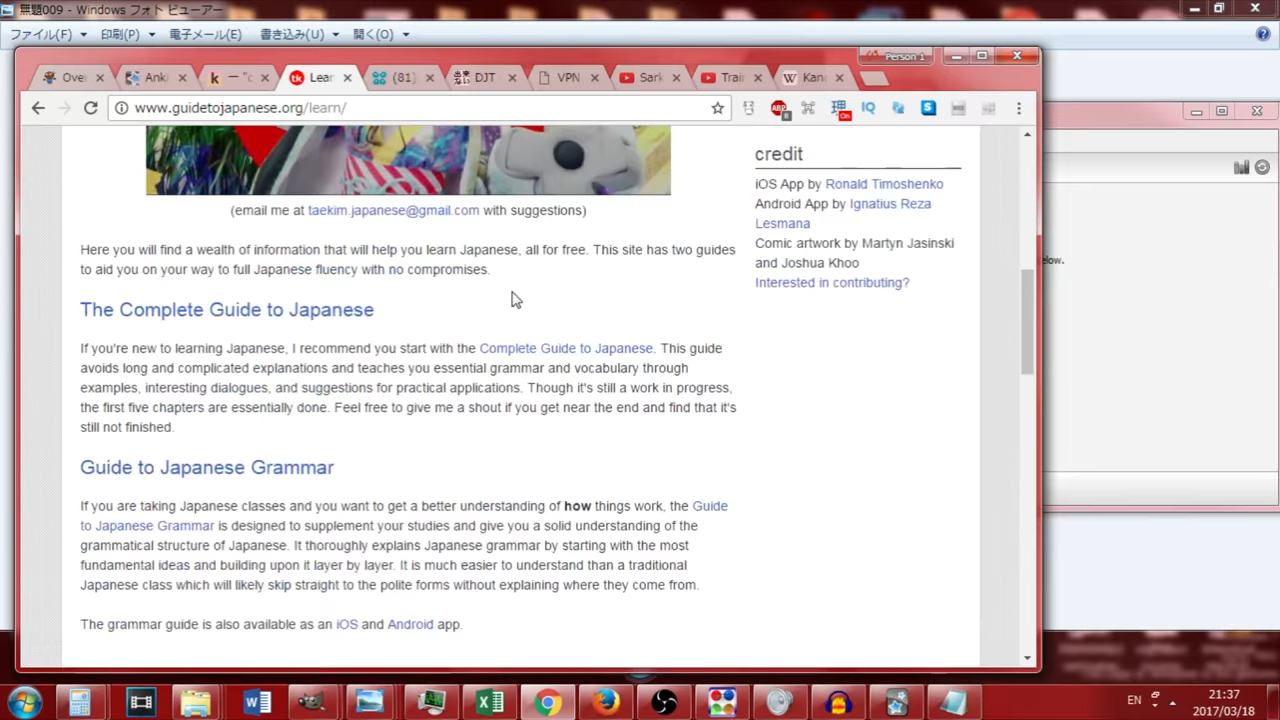 無題009 - Windows フォト ビューアー
ファイル(F) 印刷(P) 電子メール(E) 書き込み(U) 開く(O)
Person 1
Over Anki k 一 "c Lear (81) DJT VPN Sark Trair Wikipedia Kana
www.guidetojapanese.org/learn/
credit
iOS App by Ronald Timoshenko
Android App by Ignatius Reza
Lesmana
Comic artwork by Martyn Jasinski
and Joshua Khoo
Interested in contributing?
(email me at taekim.japanese@gmail.com with suggestions)
Here you will find a wealth of information that will help you learn Japanese, all for free. This site has two guides
to aid you on your way to full Japanese fluency with no compromises.
The Complete Guide to Japanese
If you're new to learning Japanese, I recommend you start with the Complete Guide to Japanese. This guide
avoids long and complicated explanations and teaches you essential grammar and vocabulary through
examples, interesting dialogues, and suggestions for practical applications. Though it's still a work in progress,
the first five chapters are essentially done. Feel free to give me a shout if you get near the end and find that it's
still not finished.
Guide to Japanese Grammar
If you are taking Japanese classes and you want to get a better understanding of how things work, the Guide
to Japanese Grammar is designed to supplement your studies and give you a solid understanding of the
grammatical structure of Japanese. It thoroughly explains Japanese grammar by starting with the most
fundamental ideas and building upon it layer by layer. It is much easier to understand than a traditional
Japanese class which will likely skip straight to the polite forms without explaining where they come from.
The grammar guide is also available as an iOS and Android app.
elow.
EN
21:37
2017/03/18